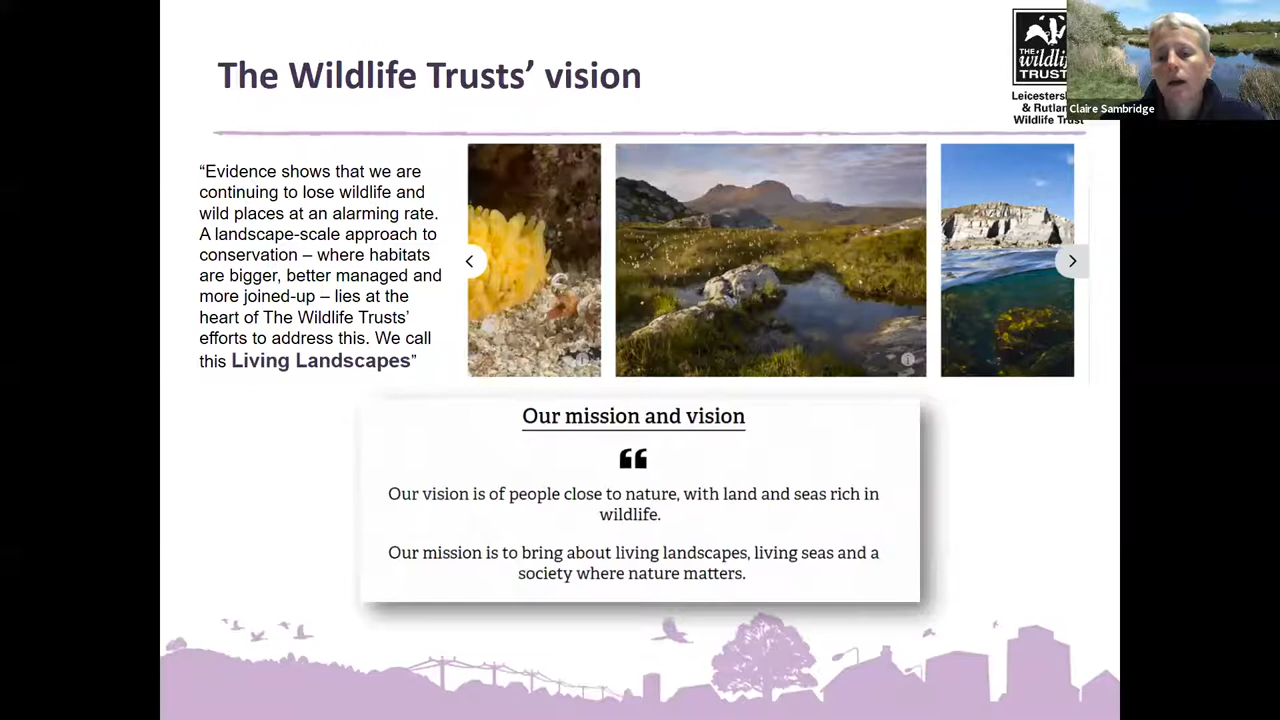 The Wildlife Trusts’ vision
THE
wildlife
TRUSTS
Leicesters
& Rutlan
Wildlife Trust
Claire Sambridge
“Evidence shows that we are
continuing to lose wildlife and
wild places at an alarming rate.
A landscape-scale approach to
conservation – where habitats
are bigger, better managed and
more joined-up – lies at the
heart of The Wildlife Trusts’
efforts to address this. We call
this Living Landscapes”
Our mission and vision
Our vision is of people close to nature, with land and seas rich in
wildlife.
Our mission is to bring about living landscapes, living seas and a
society where nature matters.